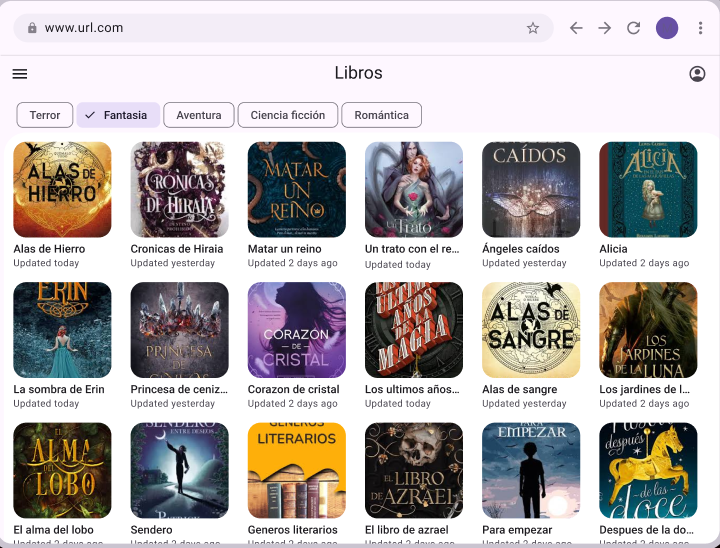 www.url.com
Libros
Terror
Fantasia
Aventura
Ciencia ficción
Romántica
ALAS DE
HIERRO
CRONICAS
DE HIRAIA
MATAR
UN
REINO
Un Trato
CAÍDOS
ALICIA
Alas de Hierro
Cronicas de Hiraia
Matar un reino
Un trato con el re...
Ángeles caídos
Alicia
Updated today
Updated yesterday
Updated 2 days ago
Updated today
Updated yesterday
Updated 2 days ago
ERIN
PRINCESA
DE
CORAZÓN
DE
CRISTAL
ÚLTIMOS
AÑOS
DE LA
MAGIA
ALAS DE
SANGRE
LOS
JARDINES
DE LA LUNA
La sombra de Erin
Princesa de ceniz...
Corazon de cristal
Los ultimos años...
Alas de sangre
Los jardines de l...
Updated today
Updated yesterday
Updated 2 days ago
Updated today
Updated yesterday
Updated 2 days ago
EL
ALMA
DEL
LOBO
SENDERO
ENTRE DESEOS
GÉNEROS
LITERARIOS
EL LIBRO
DE AZRAEL
PARA
EMPEZAR
después
de las
doce
El alma del lobo
Sendero
Generos literarios
El libro de azrael
Para empezar
Despues de la do...
Updated 2 days ago
Updated 2 days ago
Updated 2 days ago
Updated 2 days ago
Updated 2 days ago
Updated 2 days ago